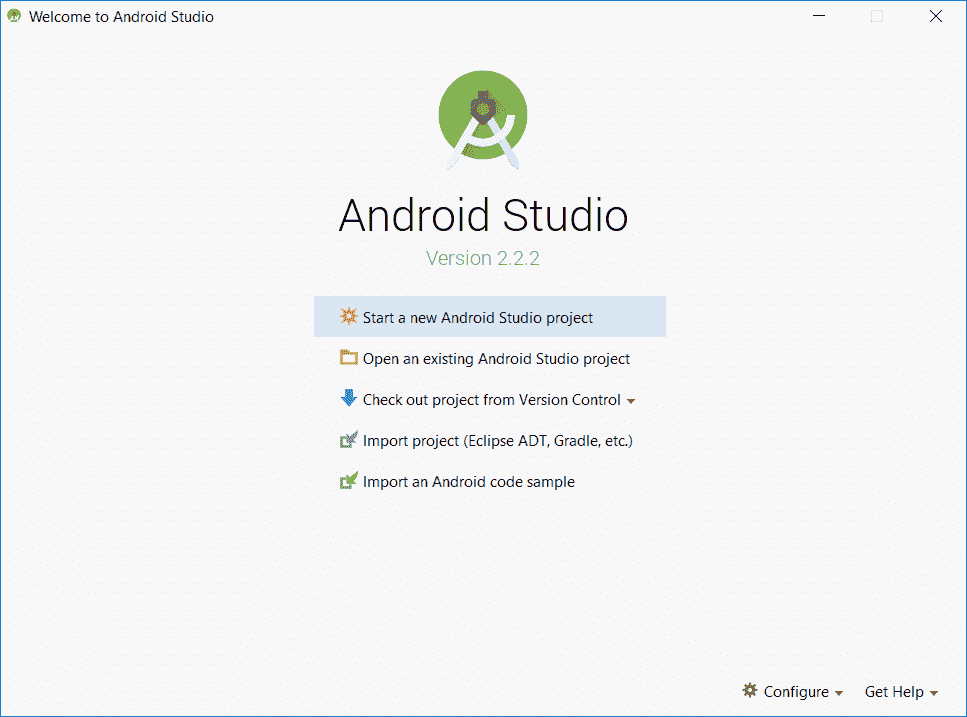 Welcome to Android Studio
Android Studio
Version 2.2.2
Start a new Android Studio project
Open an existing Android Studio project
Check out project from Version Control
Import project (Eclipse ADT, Gradle, etc.)
Import an Android code sample
Configure Get Help